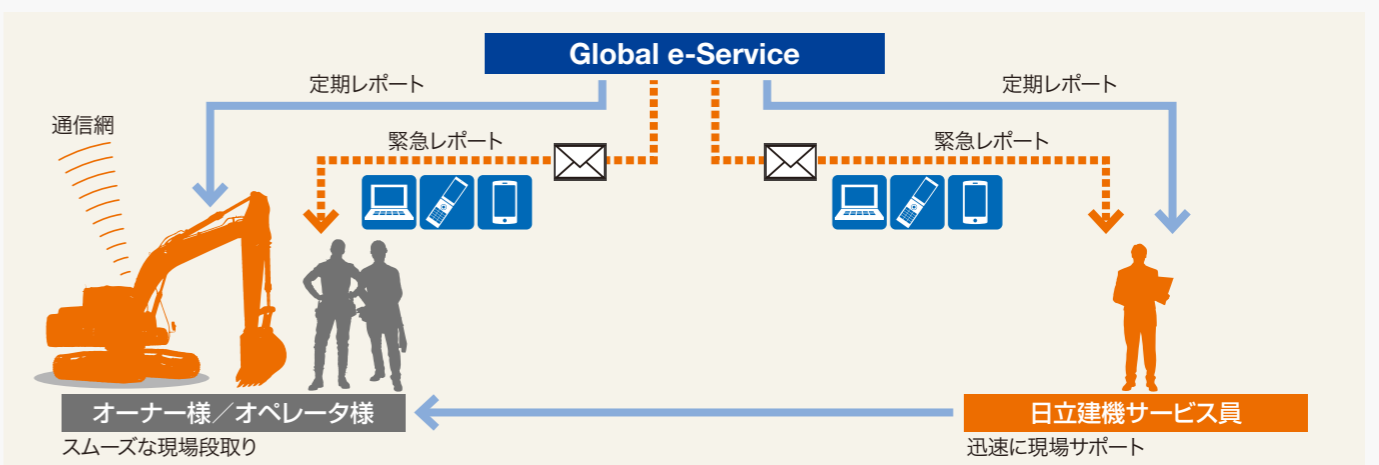 Global e-Service
定期レポート
定期レポート
通信網
緊急レポート
緊急レポート
オーナー様／オペレータ様
日立建機サービス員
スムーズな現場段取り
迅速に現場サポート